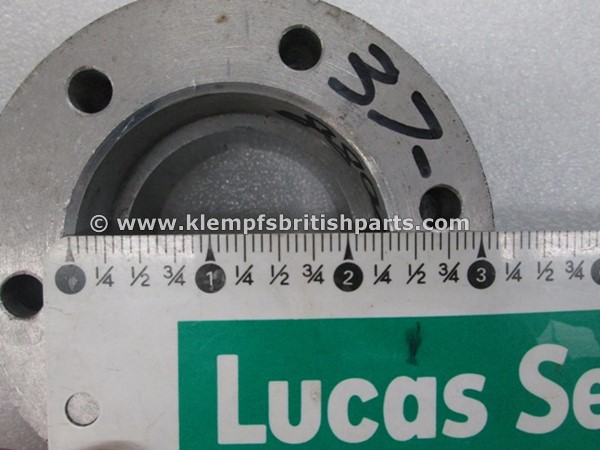 37-
© www.klempfsbritishparts.com
1/4 1/2 3/4 1 1/4 1/2 3/4 2 1/4 1/2 3/4 3 1/4 1/2 3/4
Lucas Se